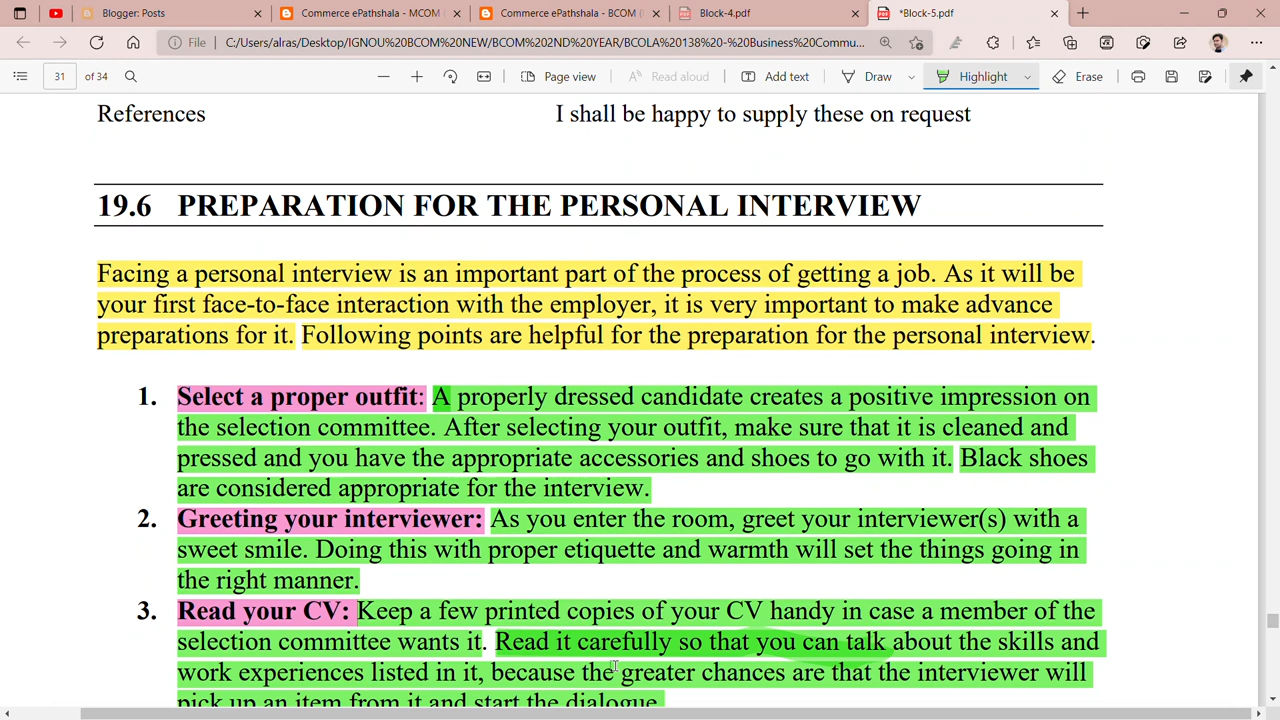 Blogger: Posts
Commerce ePathshala - MCOM (
Commerce ePathshala - BCOM (
Block-4.pdf
*Block-5.pdf
File
C:/Users/alras/Desktop/IGNOU%20BCOM%20NEW/BCOM%202ND%20YEAR/BCOLA%20138%20-%20Business%20Commu...
31 of 34
Page view
Read aloud
Add text
Draw
Highlight
Erase
References I shall be happy to supply these on request
19.6 PREPARATION FOR THE PERSONAL INTERVIEW
Facing a personal interview is an important part of the process of getting a job. As it will be
your first face-to-face interaction with the employer, it is very important to make advance
preparations for it. Following points are helpful for the preparation for the personal interview.
1. Select a proper outfit: A properly dressed candidate creates a positive impression on
the selection committee. After selecting your outfit, make sure that it is cleaned and
pressed and you have the appropriate accessories and shoes to go with it. Black shoes
are considered appropriate for the interview.
2. Greeting your interviewer: As you enter the room, greet your interviewer(s) with a
sweet smile. Doing this with proper etiquette and warmth will set the things going in
the right manner.
3. Read your CV: Keep a few printed copies of your CV handy in case a member of the
selection committee wants it. Read it carefully so that you can talk about the skills and
work experiences listed in it, because the greater chances are that the interviewer will
pick up an item from it and start the dialogue.